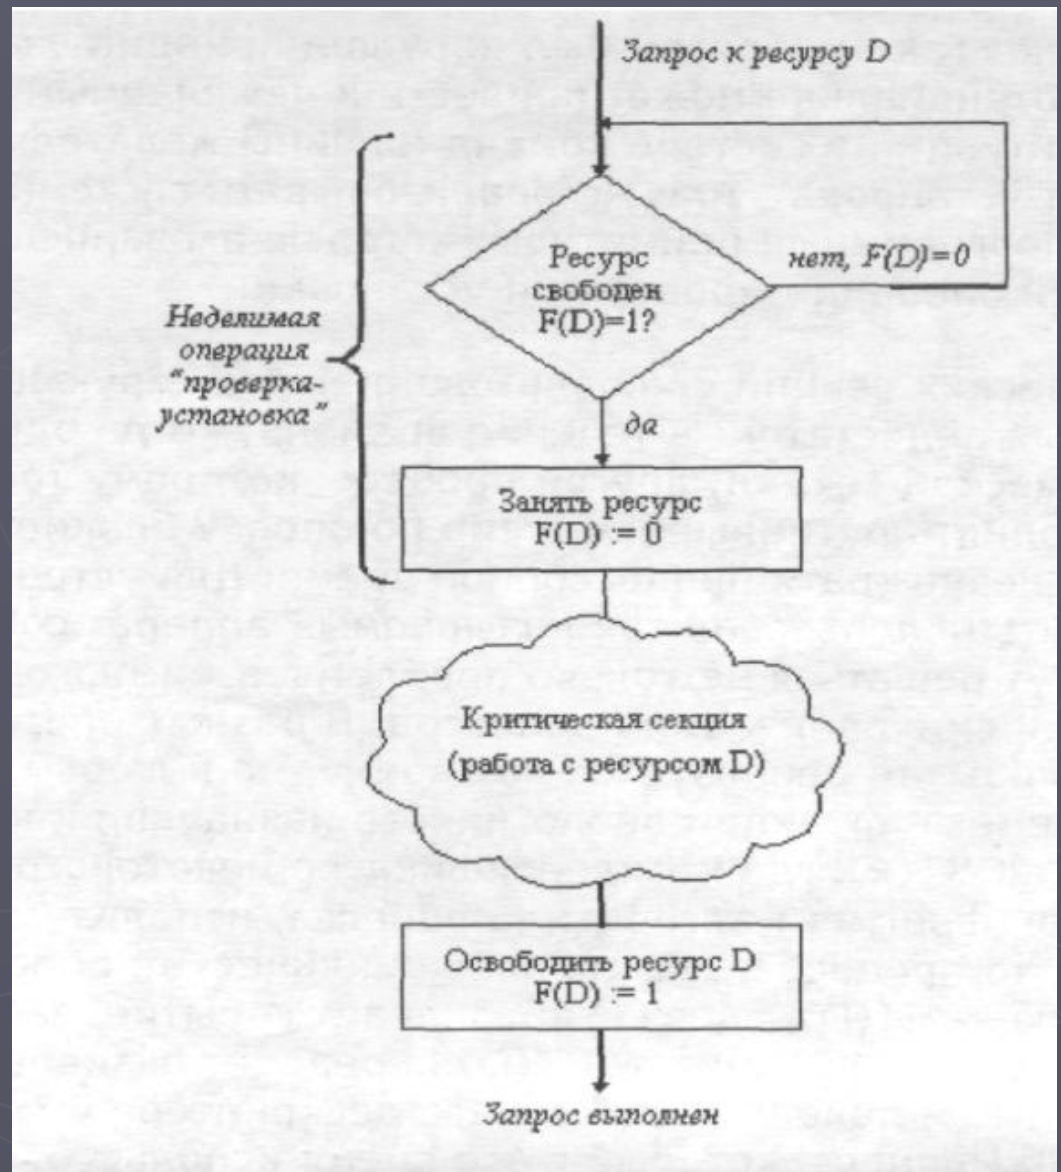 Запрос к ресурсу D
Ресурс
свободен
F(D)=1?
нет, F(D)=0
Неделимая
операция
“проверка-
установка”
да
Занять ресурс
F(D) := 0
Критическая секция
(работа с ресурсом D)
Освободить ресурс D
F(D) := 1
Запрос выполнен